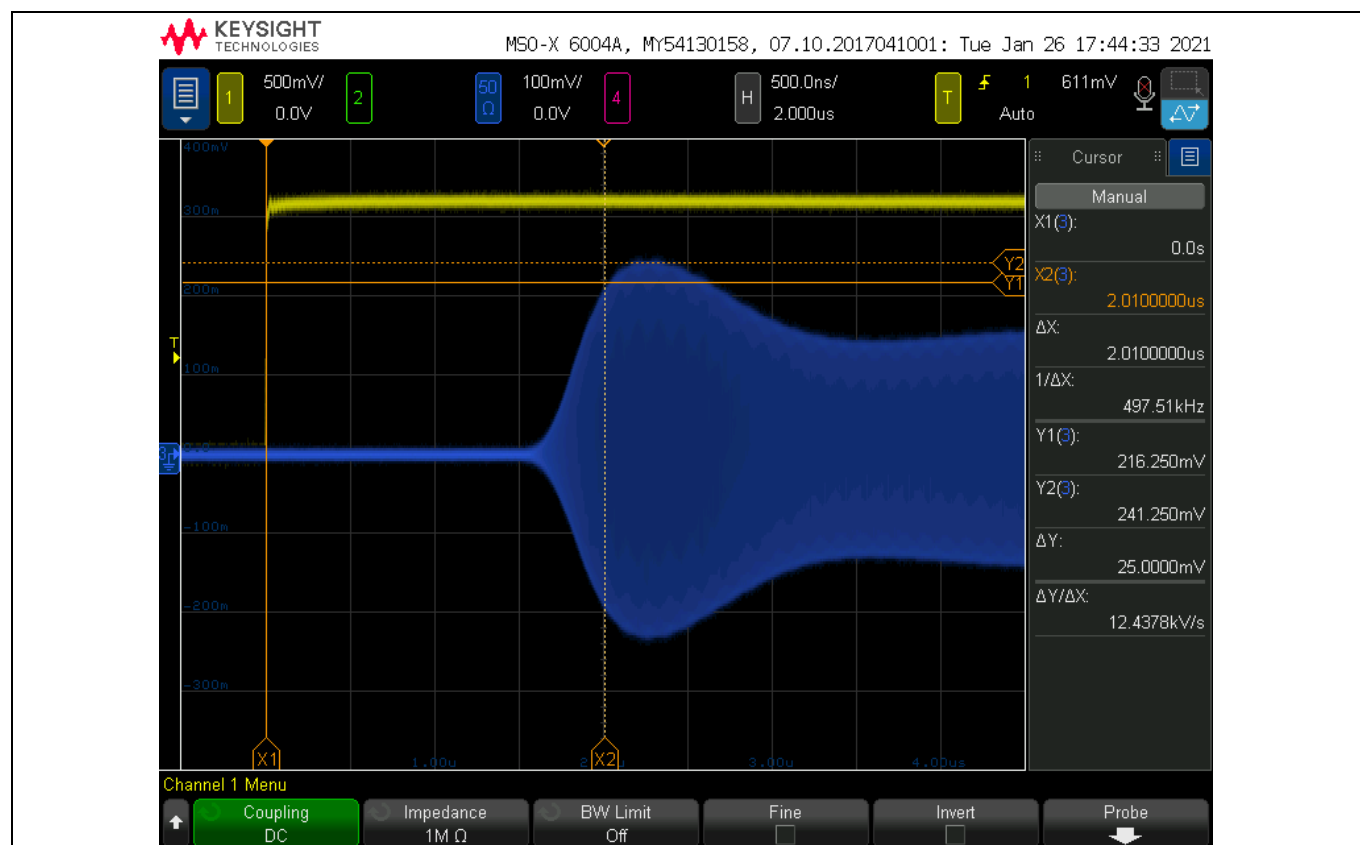 KEYSIGHT
TECHNOLOGIES
MSO-X 6004A, MY54130158, 07.10.2017041001: Tue Jan 26 17:44:33 2021
1 500mV/ 2 50 Ω 100mV/ 4 H 500.0ns/ T 1 611mV
0.0V 0.0V 2.000us Auto
400mV
300m
200m
100m
-100m
-200m
-300m
T
3
Y2
Y1
X1
X2
1.00u
3.00u
4.00us
Cursor
Manual
X1(3):
0.0s
X2(3):
2.0100000us
ΔX:
2.0100000us
1/ΔX:
497.51kHz
Y1(3):
216.250mV
Y2(3):
241.250mV
ΔY:
25.0000mV
ΔY/ΔX:
12.4378kV/s
Channel 1 Menu
Coupling Impedance BW Limit Fine Invert Probe
DC 1M Ω Off